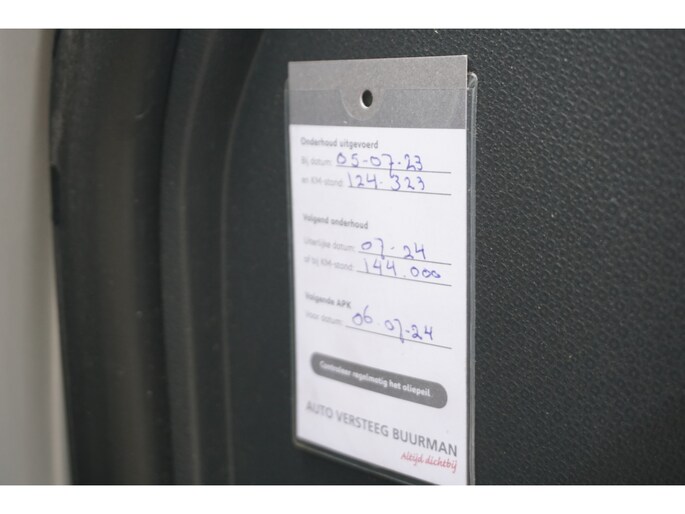 Onderhoud uitgevoerd
Bij datum: 05-07-23
en KM-stand: 124.323
Volgend onderhoud
Uiterlijke datum: 07-24
of bij KM-stand: 144.000
Volgende APK
Voor datum: 06.07-24
Controleer regelmatig het oliepeil.
AUTO VERSTEEG BUURMAN
Altijd dichtbij